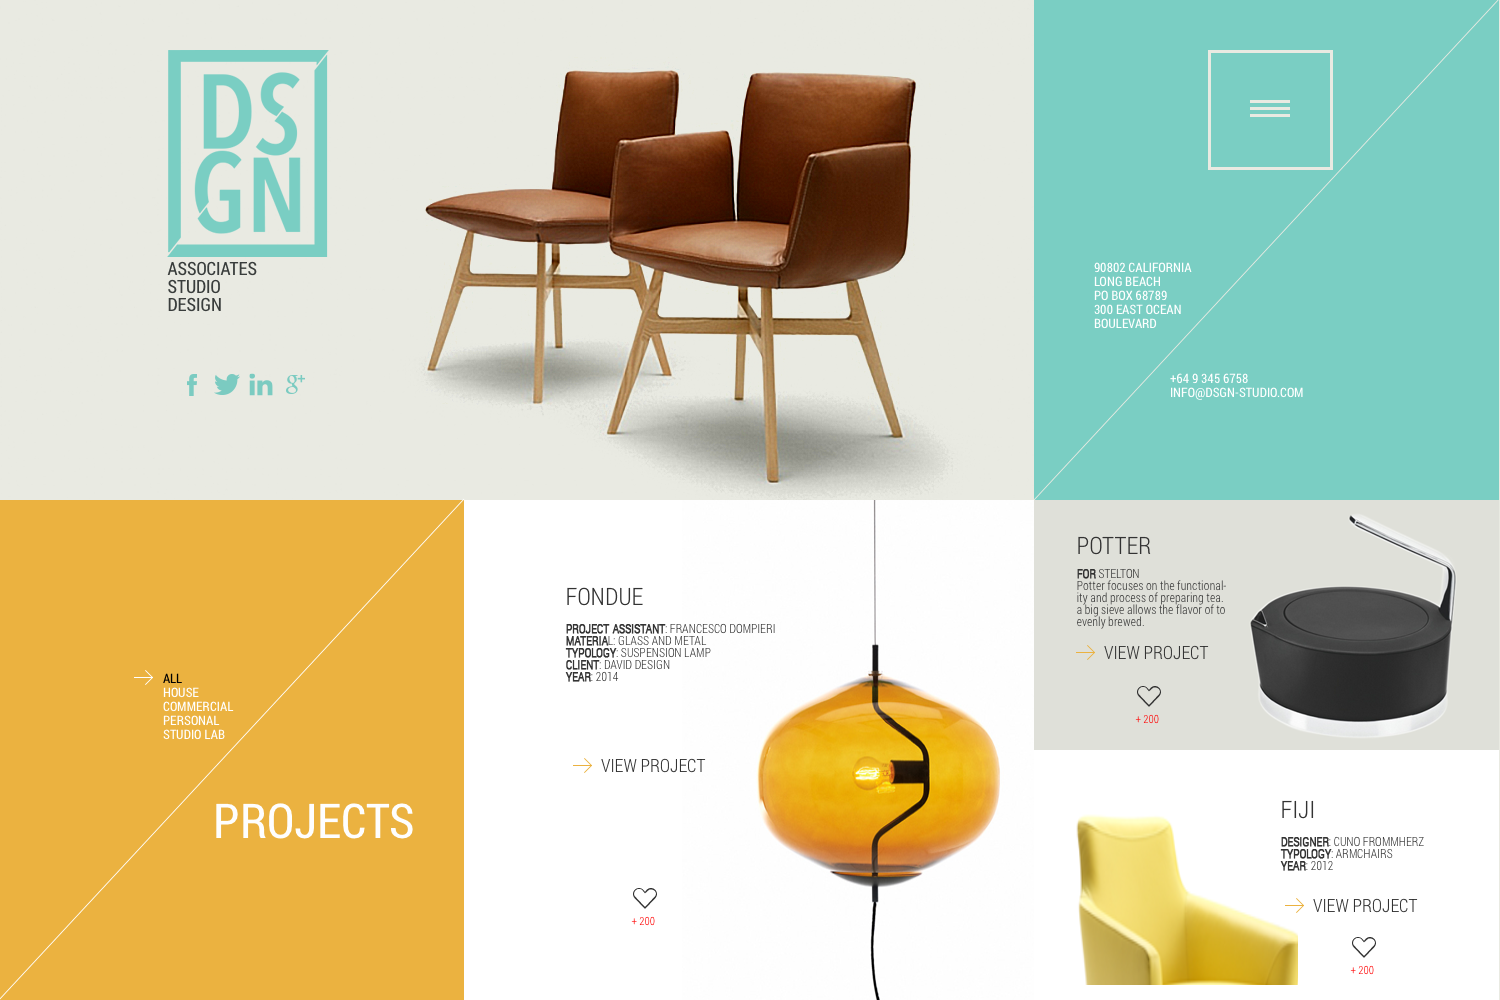 DS
GN
ASSOCIATES
STUDIO
DESIGN
f
in
g+
90802 CALIFORNIA
LONG BEACH
PO BOX 68789
300 EAST OCEAN
BOULEVARD
+64 9 345 6758
INFO@DSGN-STUDIO.COM
ALL
HOUSE
COMMERCIAL
PERSONAL
STUDIO LAB
PROJECTS
FONDUE
PROJECT ASSISTANT: FRANCESCO DOMPIERI
MATERIAL: GLASS AND METAL
TYPOLOGY: SUSPENSION LAMP
CLIENT: DAVID DESIGN
YEAR: 2014
VIEW PROJECT
+ 200
POTTER
FOR STELTON
Potter focuses on the functional-
ity and process of preparing tea.
a big sieve allows the flavor of to
evenly brewed.
VIEW PROJECT
+ 200
FIJI
DESIGNER: CUNO FROMMHERZ
TYPOLOGY: ARMCHAIRS
YEAR: 2012
VIEW PROJECT
+ 200